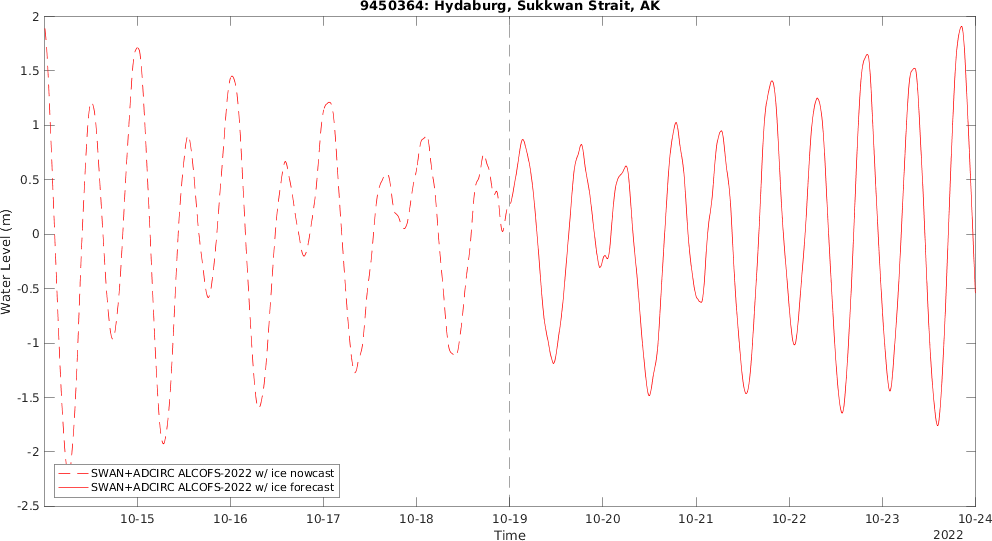 9450364: Hydaburg, Sukkwan Strait, AK
Water Level (m)
2
1.5
1
0.5
0
-0.5
-1
-1.5
-2
-2.5
SWAN+ADCIRC ALCOFS-2022 w/ ice nowcast
SWAN+ADCIRC ALCOFS-2022 w/ ice forecast
10-15 10-16 10-17 10-18 10-19 10-20 10-21 10-22 10-23 10-24
Time
2022